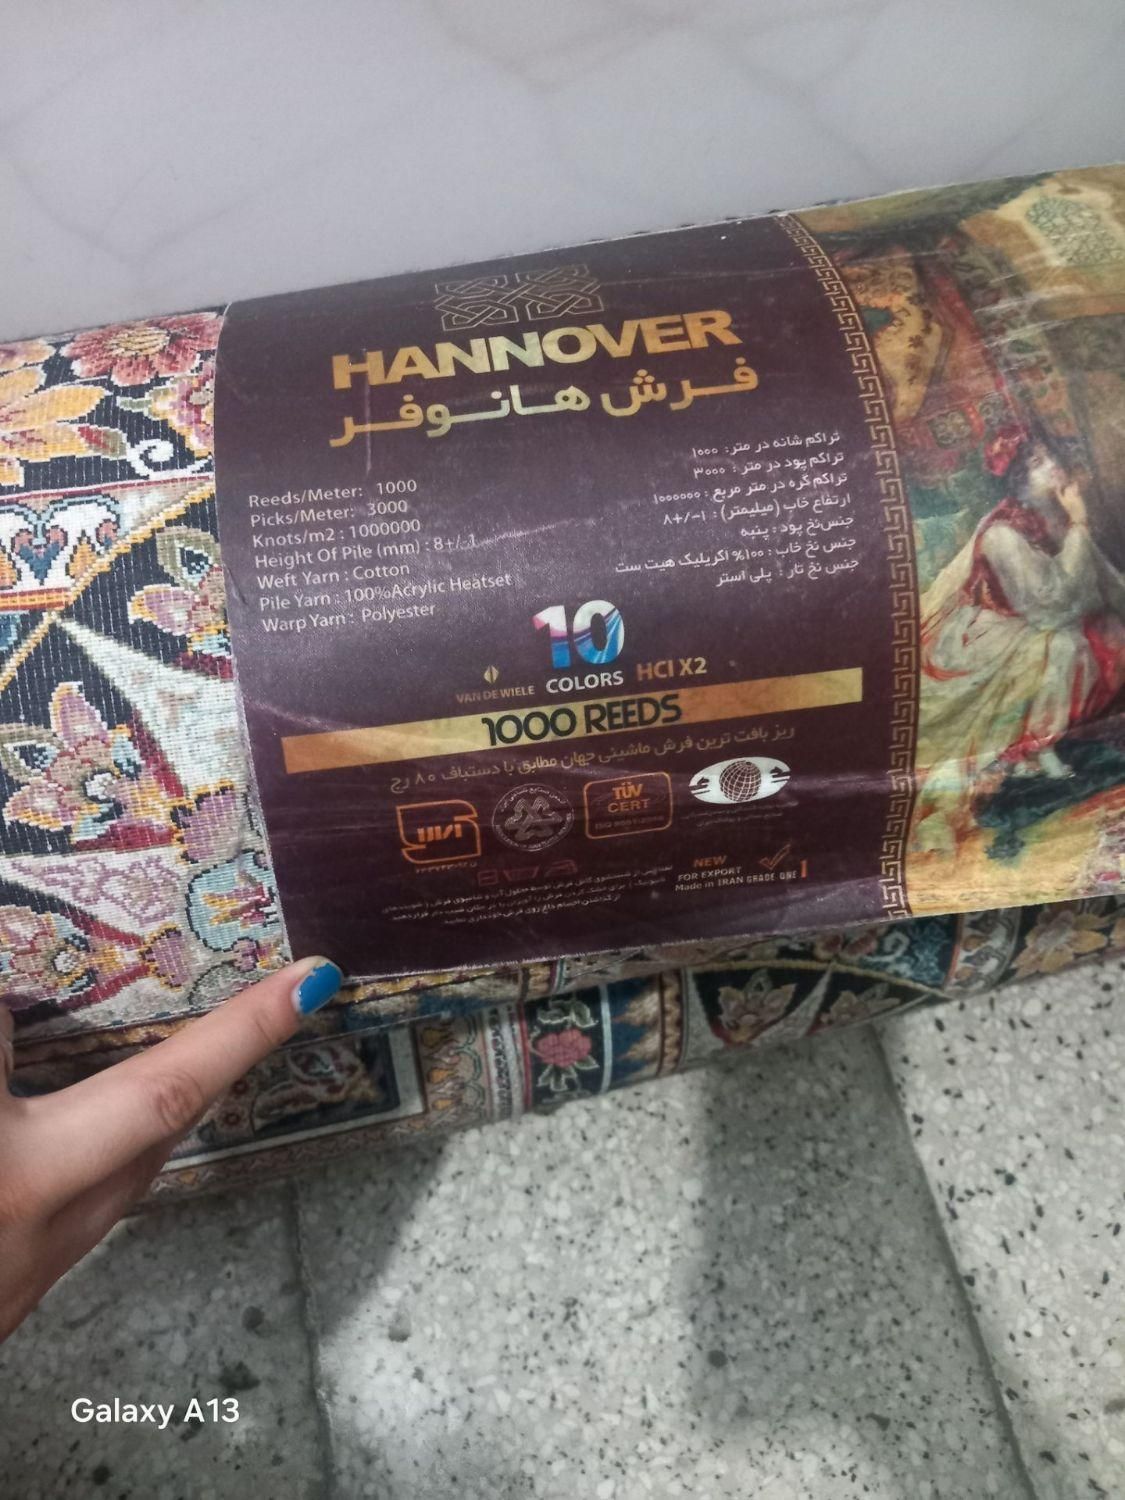 HANNOVER
فرش هانوفر
Reeds/Meter: 1000
Picks/Meter: 3000
Knots/m2 : 1000000
Height Of Pile (mm) : 8+/-1
Weft Yarn : Cotton
Pile Yarn : 100%Acrylic Heatset
Warp Yarn : Polyester
تراکم شانه در متر: ۱۰۰۰
تراکم پود در متر : ۳۰۰۰
تراکم گره در متر مربع : ۱۰۰۰۰۰۰
ارتفاع خاب (میلیمتر) : ۱-/+۸
جنس نخ پود : پنبه
جنس نخ خاب : ۱۰۰% اکریلیک هیت ست
جنس نخ تار : پلی استر
10
VAN DE WIELE
COLORS
HCI X2
1000 REEDS
ریز بافت ترین فرش ماشینی جهان مطابق با دستباف ۸۰ رج
TÜV
CERT
NEW
FOR EXPORT
Made in IRAN GRADE ONE 1
Galaxy A13